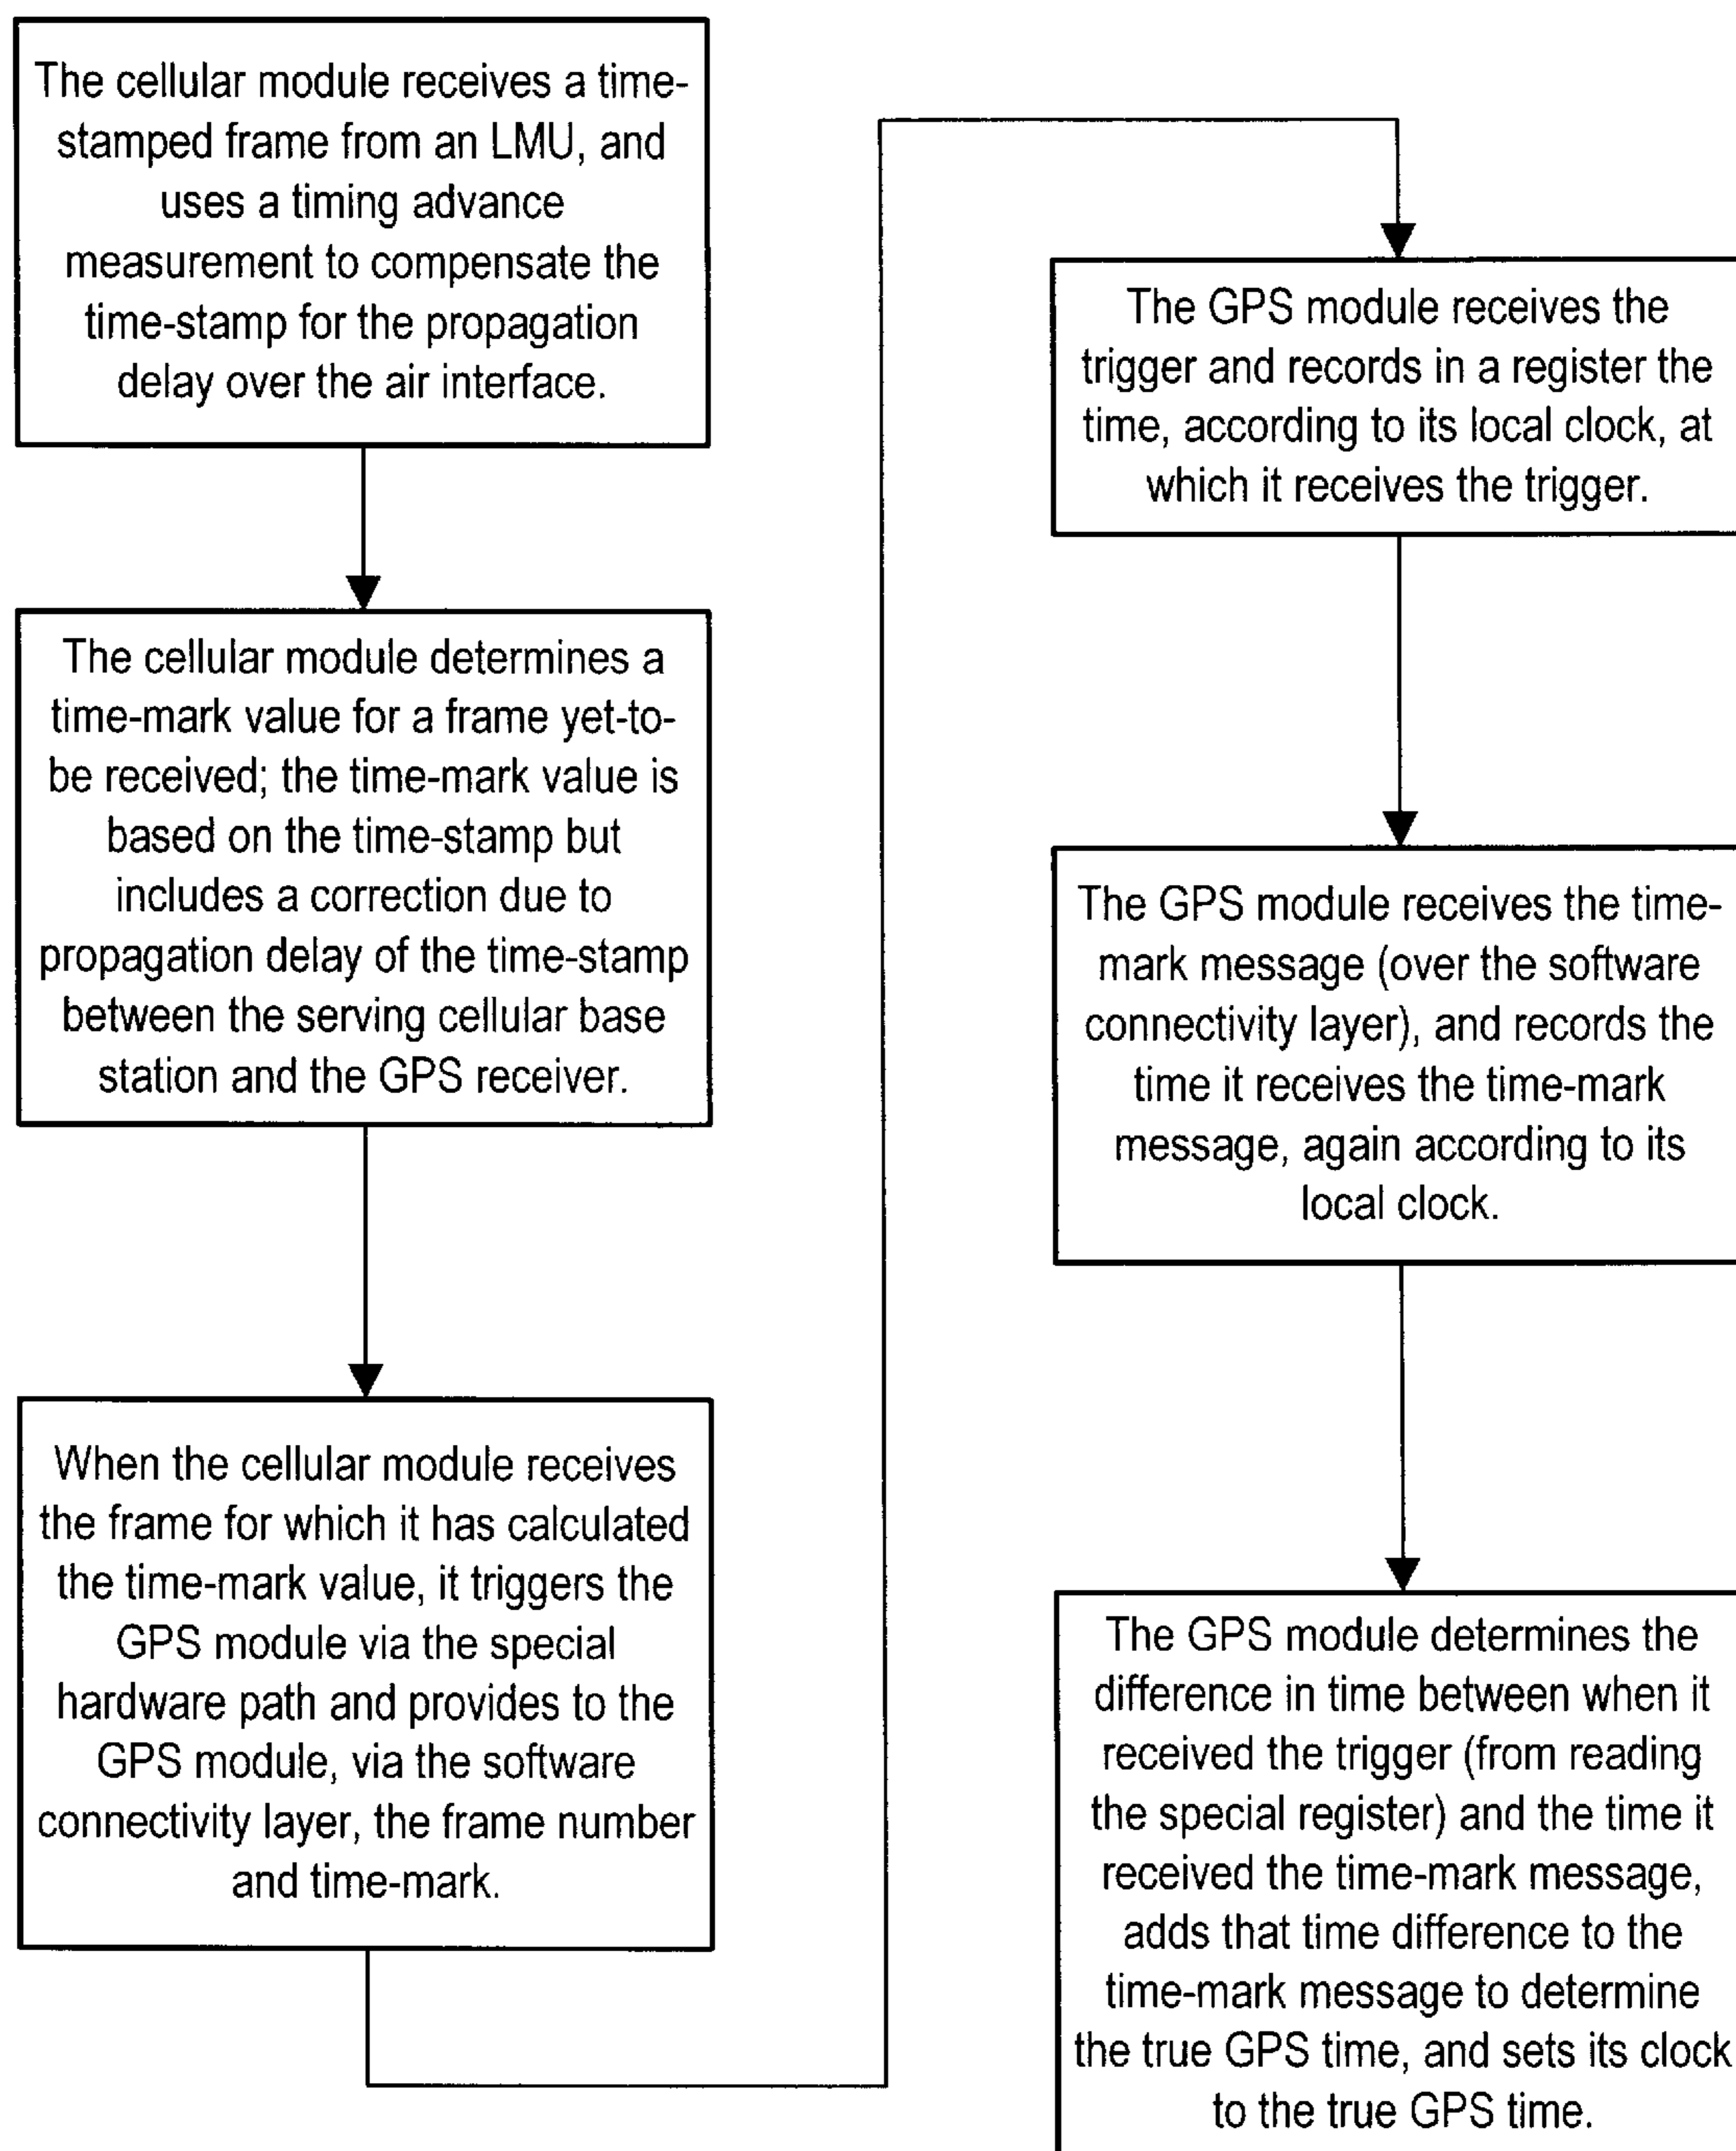 The cellular module receives a time-
stamped frame from an LMU, and
uses a timing advance
measurement to compensate the
time-stamp for the propagation
delay over the air interface.
The cellular module determines a
time-mark value for a frame yet-to-
be received; the time-mark value is
based on the time-stamp but
includes a correction due to
propagation delay of the time-stamp
between the serving cellular base
station and the GPS receiver.
When the cellular module receives
the frame for which it has calculated
the time-mark value, it triggers the
GPS module via the special
hardware path and provides to the
GPS module, via the software
connectivity layer, the frame number
and time-mark.
The GPS module receives the
trigger and records in a register the
time, according to its local clock, at
which it receives the trigger.
The GPS module receives the time-
mark message (over the software
connectivity layer), and records the
time it receives the time-mark
message, again according to its
local clock.
The GPS module determines the
difference in time between when it
received the trigger (from reading
the special register) and the time it
received the time-mark message,
adds that time difference to the
time-mark message to determine
the true GPS time, and sets its clock
to the true GPS time.